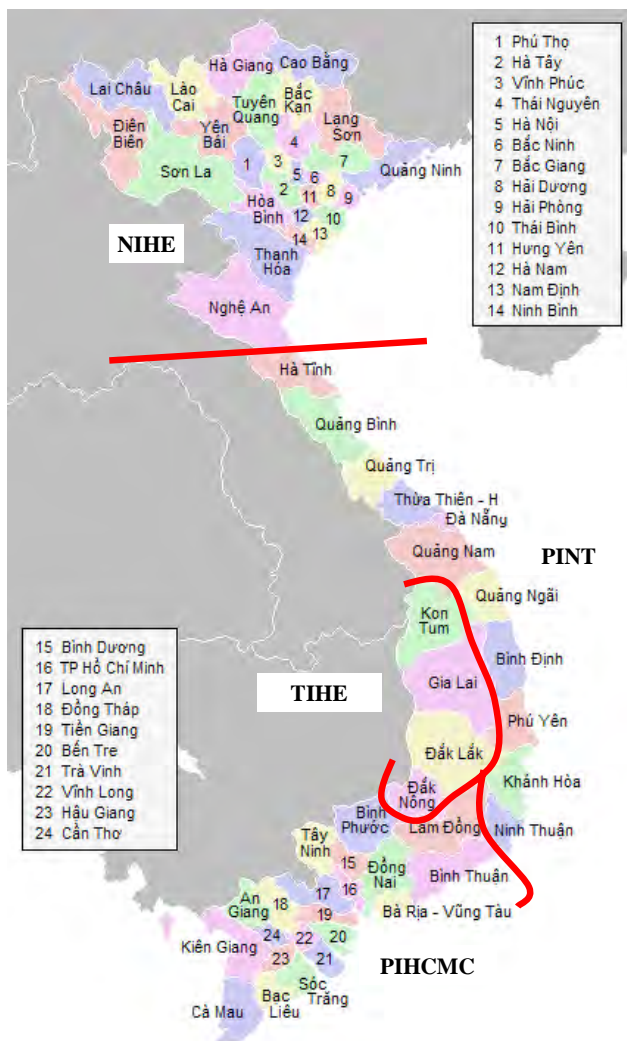 Hà Giang
Cao Bằng
Lai Châu
Lào
Cai
Bắc
Kạn
Tuyên
Quang
Điên
Biên
Yên
Bái
Lang
Sơn
Sơn La
1
3
4
7
5
6
2
11
8
9
Quảng Ninh
Hòa
Bình
12
10
13
14
NIHE
Thanh
Hóa
Nghệ An
1 Phú Thọ
2 Hà Tây
3 Vĩnh Phúc
4 Thái Nguyên
5 Hà Nội
6 Bắc Ninh
7 Bắc Giang
8 Hải Dương
9 Hải Phòng
10 Thái Bình
11 Hưng Yên
12 Hà Nam
13 Nam Định
14 Ninh Bình
Hà Tĩnh
Quảng Bình
Quảng Trị
Thừa Thiên - H
Đà Nẵng
Quảng Nam
PINT
Quảng Ngãi
Kon
Tum
Bình Định
Gia Lai
TIHE
Phú Yên
Đắk Lắk
Khánh Hòa
Đắk
Nông
15 Bình Dương
16 TP Hồ Chí Minh
17 Long An
18 Đồng Tháp
19 Tiền Giang
20 Bến Tre
21 Trà Vinh
22 Vĩnh Long
23 Hậu Giang
24 Cần Thơ
Bình
Phước
Lâm Đồng
Ninh Thuận
Tây
Ninh
15
Đồng
Nai
Bình Thuận
An
Giang
18
17
16
Bà Rịa - Vũng Tàu
19
Kiên Giang
24
22
20
23
21
PIHCMC
Sóc
Trăng
Bạc
Liêu
Cà Mau